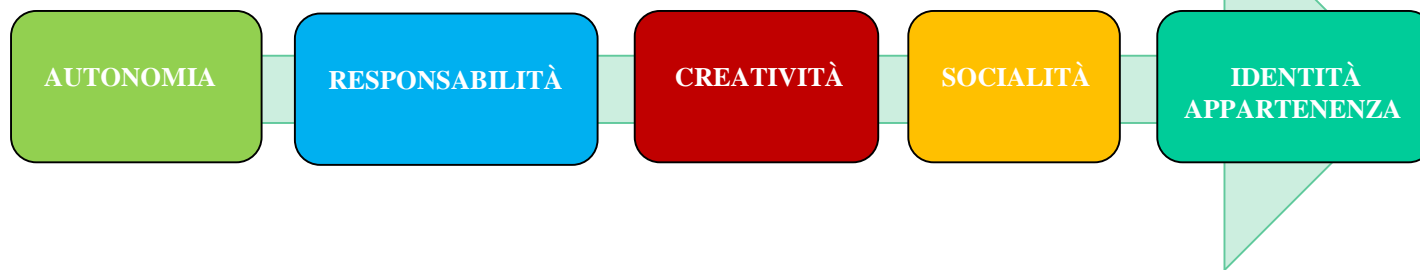 AUTONOMIA
RESPONSABILITÀ
CREATIVITÀ
SOCIALITÀ
IDENTITÀ
APPARTENENZA